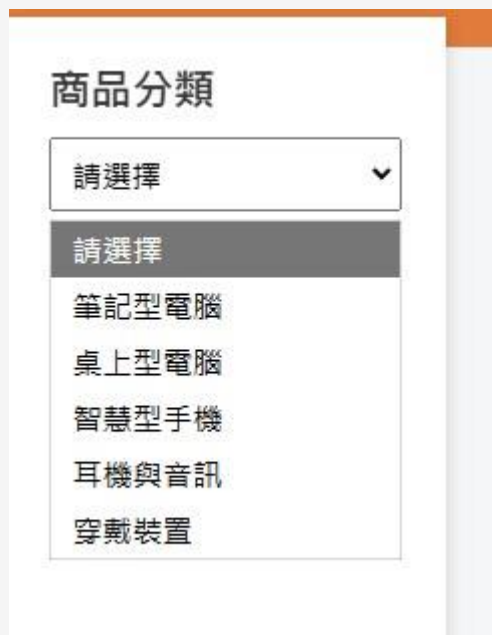 商品分類
請選擇
請選擇
筆記型電腦
桌上型電腦
智慧型手機
耳機與音訊
穿戴裝置